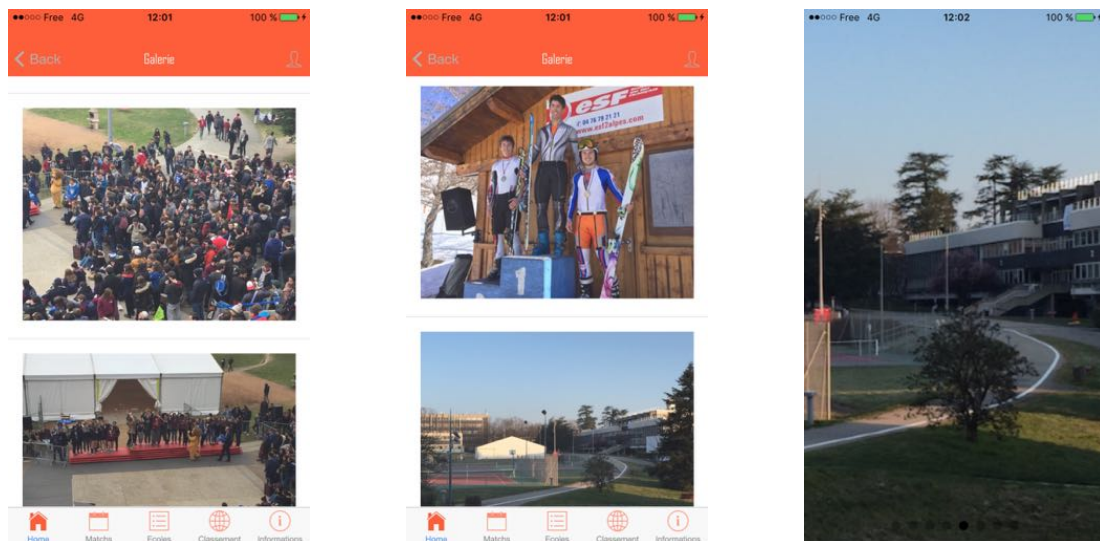 ●●○○○ Free 4G 12:01 100 %
Back Galerie
Home Matchs Ecoles Classement Informations
●●○○○ Free 4G 12:01 100 %
Back Galerie
esf
04 76 79 21 21
www.esf2alpes.com
1
Home Matchs Ecoles Classement Informations
●●○○○ Free 4G 12:02 100 %